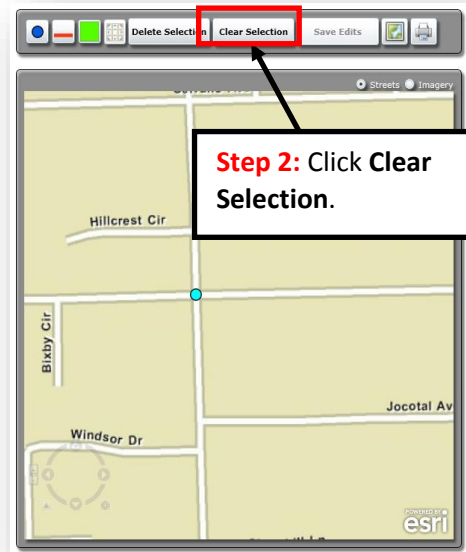 Delete Selection Clear Selection Save Edits
Streets Imagery
Step 2: Click Clear
Selection.
Hillcrest Cir
Bixby Cir
Jocotal Av
Windsor Dr
POWERED BY
esri